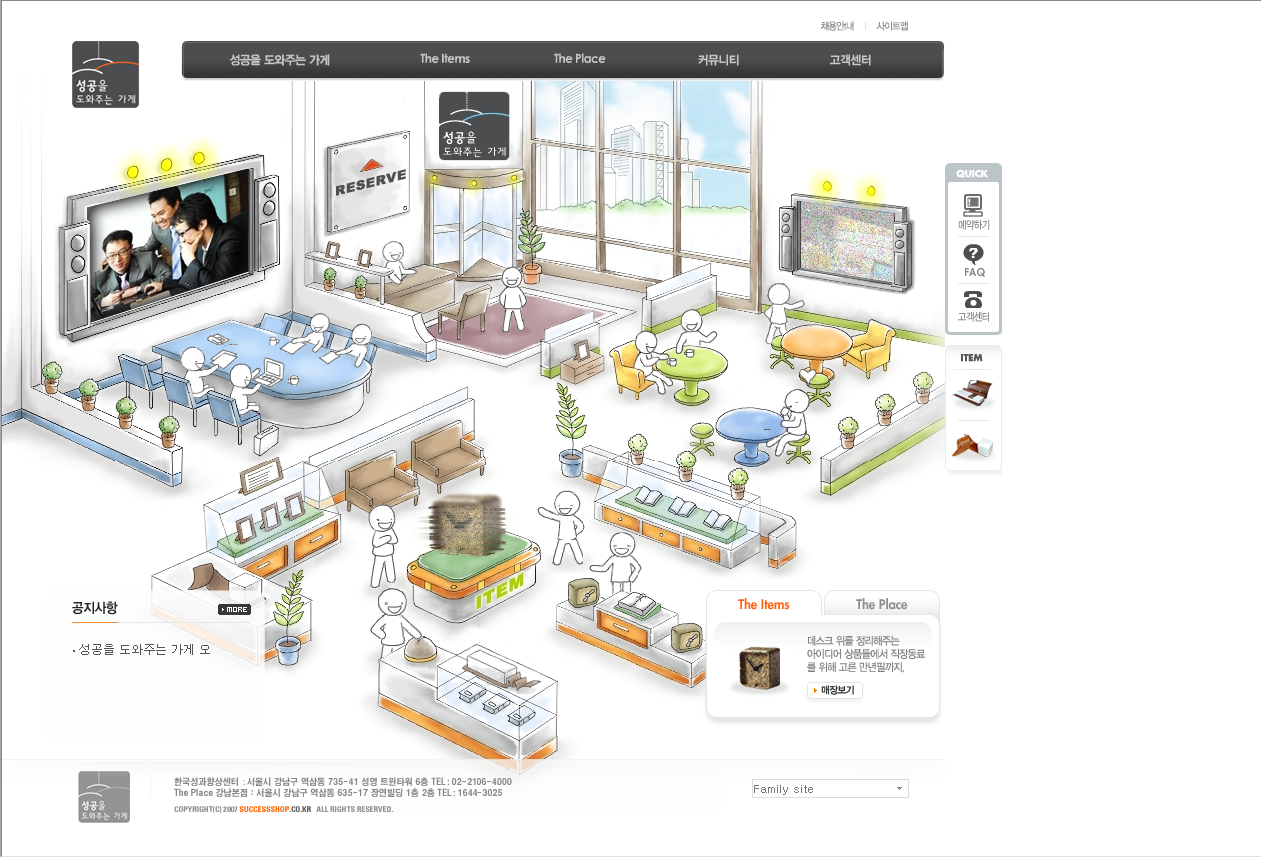 채용안내 사이트맵
성공을 도와주는 가게
성공을 도와주는 가게 The Items The Place 커뮤니티 고객센터
성공을 도와주는 가게
RESERVE
QUICK
예약하기
FAQ
고객센터
ITEM
ITEM
공지사항 MORE
성공을 도와주는 가게 오
The Items The Place
데스크 위를 정리해주는
아이디어 상품들에서 직장동료
를 위해 고른 만년필까지,
매장보기
성공을 도와주는 가게
한국성과향상센터 : 서울시 강남구 역삼동 735-41 성영 트윈타워 6층 TEL : 02-2106-4000
The Place 강남본점 : 서울시 강남구 역삼동 635-17 장연빌딩 1층 2층 TEL : 1644-3025
COPYRIGHT(C) 2007 SUCCESSSHOP.CO.KR ALL RIGHTS RESERVED.
Family site